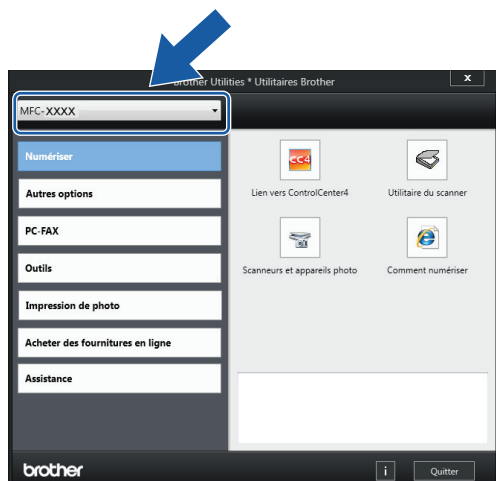 Brother Utilities * Utilitaires Brother
X
MFC-XXXX
Numériser
Autres options
PC-FAX
Outils
Impression de photo
Acheter des fournitures en ligne
Assistance
CC4
Lien vers ControlCenter4
Utilitaire du scanner
Scanneurs et appareils photo
Comment numériser
brother
i
Quitter